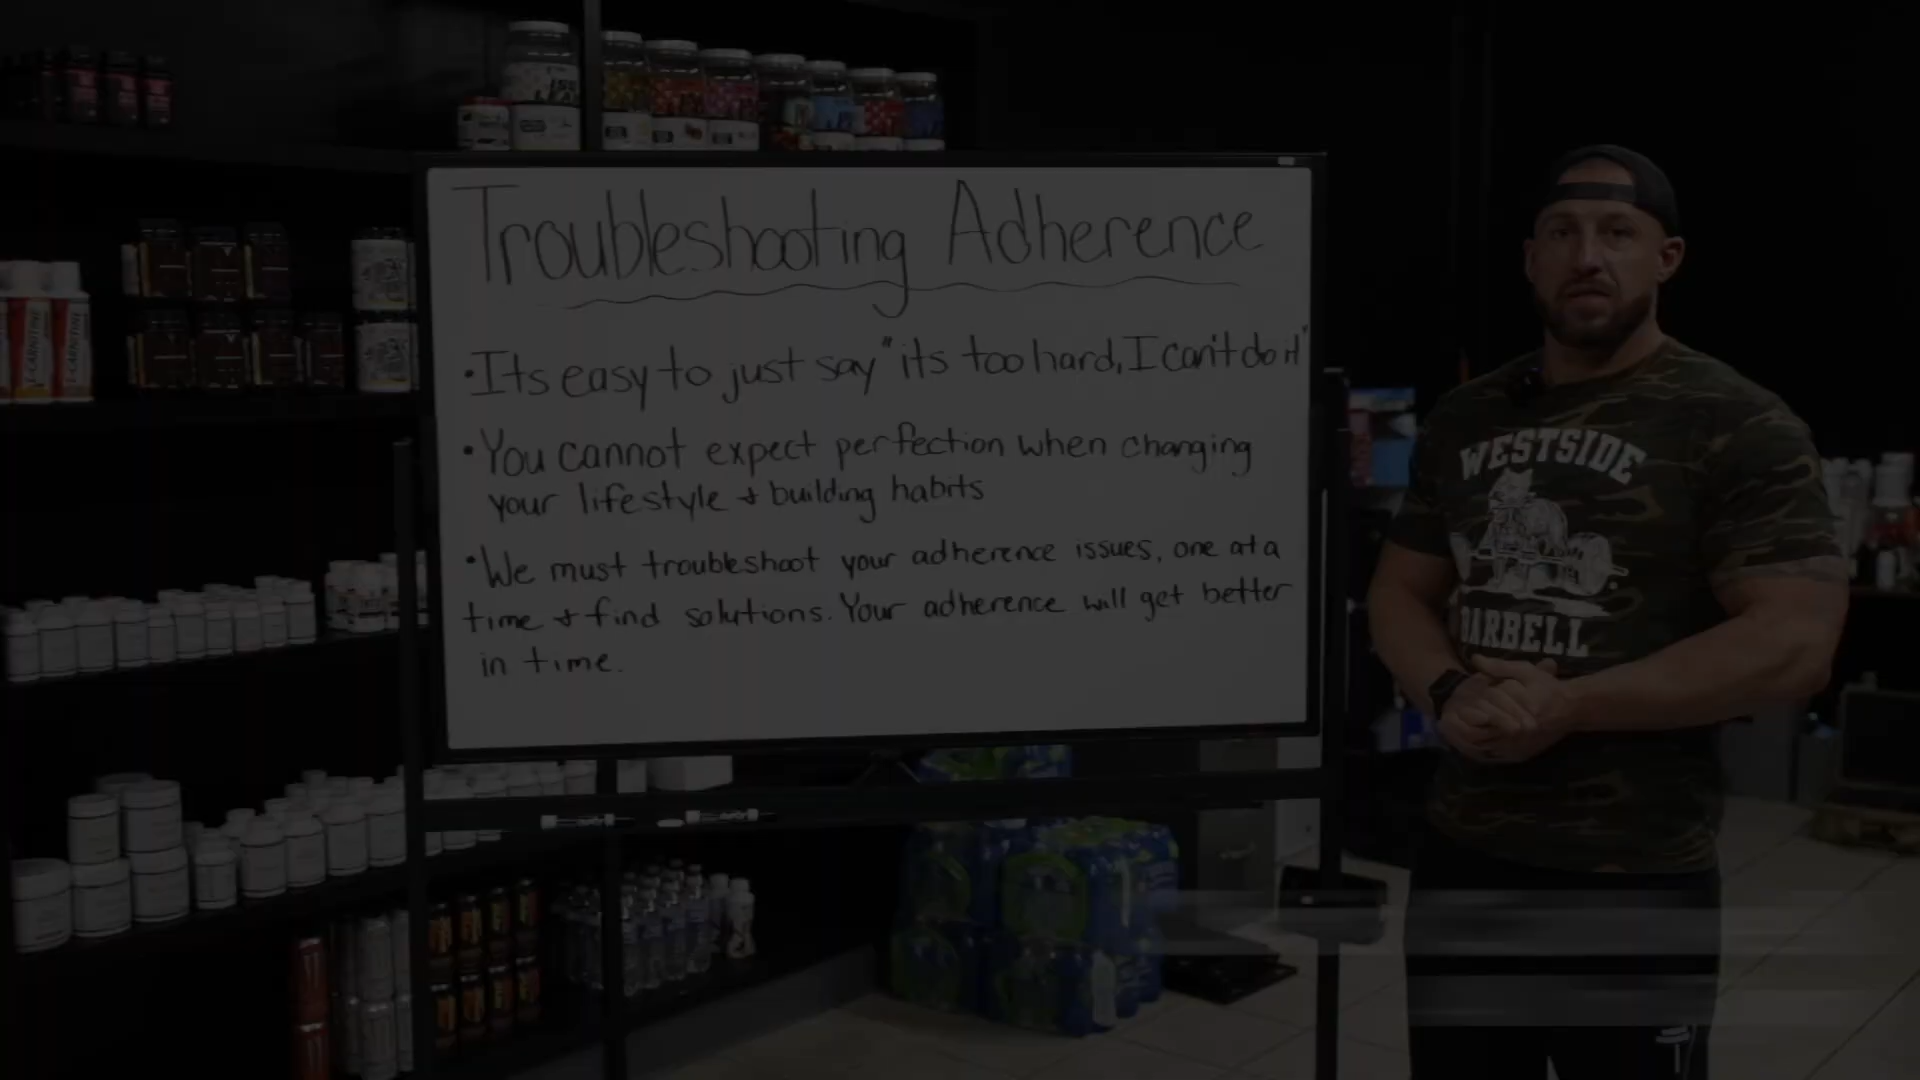 Troubleshooting Adherence
• Its easy to just say "its too hard, I can't do it"
• You cannot expect perfection when changing
your lifestyle & building habits
• We must troubleshoot your adherence issues, one at a
time & find solutions. Your adherence will get better
in time.
WESTSIDE
BARBELL
L-CARNITINE
L-CARNITINE